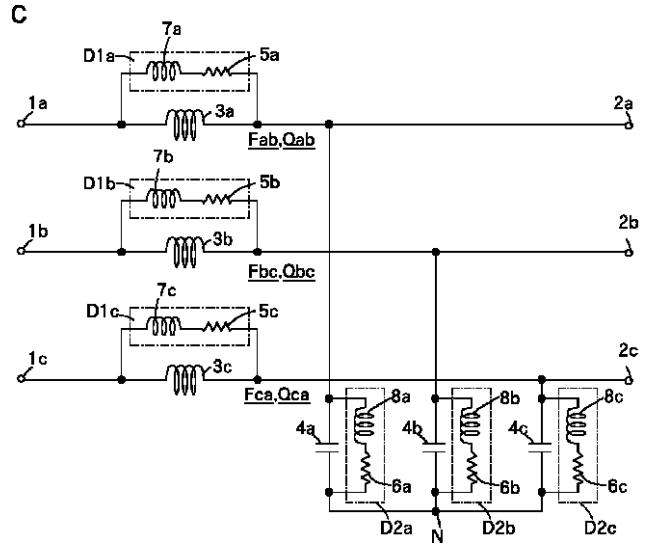 C
7a
D1a 5a
1a 3a 2a
Fab,Qab
7b
D1b 5b
1b 3b 2b
Fbc,Qbc
7c
D1c 5c
1c 3c 2c
Fca,Qca
8a 8b 8c
4a 4b 4c
6a 6b 6c
D2a N D2b D2c